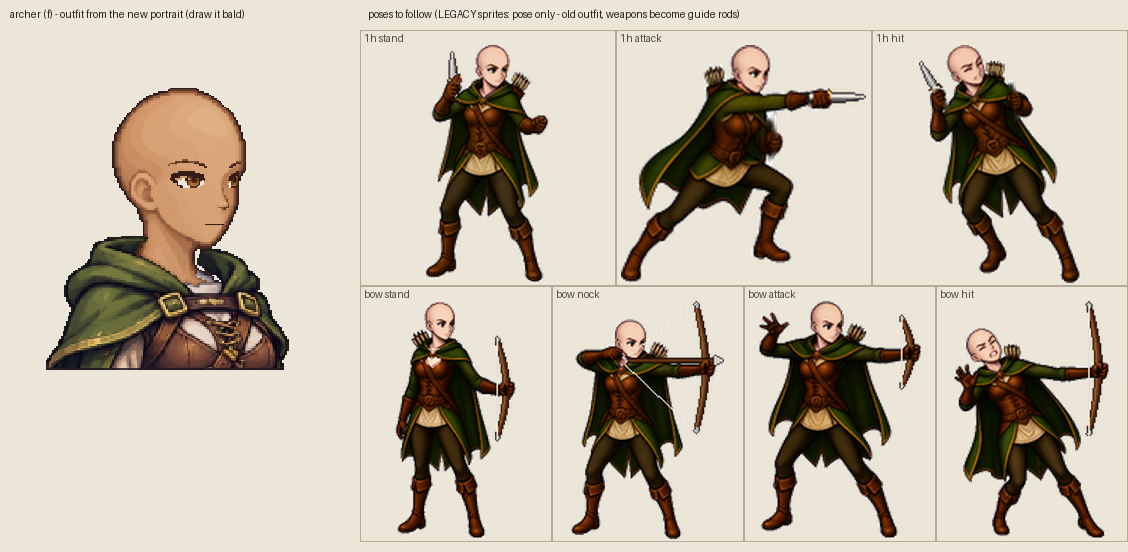 archer (f) - outfit from the new portrait (draw it bald)
poses to follow (LEGACY sprites: pose only - old outfit, weapons become guide rods)
1h stand
1h attack
1h hit
bow stand
bow nock
bow attack
bow hit